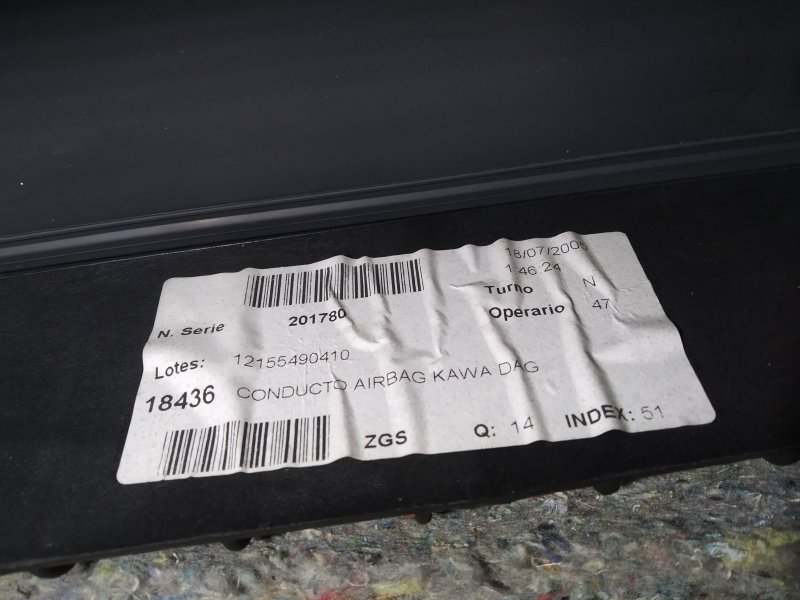 18/07/2006
1 46 24
Turno N
N. Serie 201780 Operario 47
Lotes: 12155490410
18436 CONDUCTO AIRBAG KAWA DAG
ZGS Q: 14 INDEX: 51